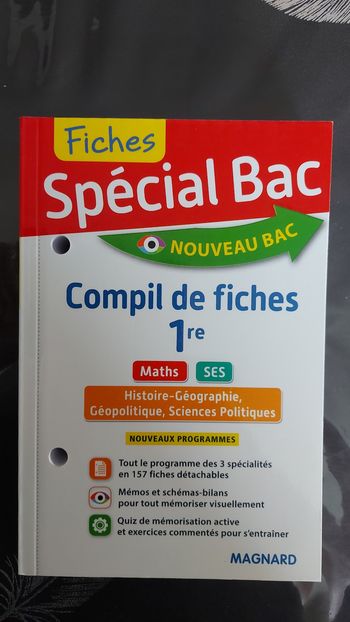 Fiches
Spécial Bac
NOUVEAU BAC
Compil de fiches
1re
Maths SES
Histoire-Géographie,
Géopolitique, Sciences Politiques
NOUVEAUX PROGRAMMES
Tout le programme des 3 spécialités
en 157 fiches détachables
Mémos et schémas-bilans
pour tout mémoriser visuellement
Quiz de mémorisation active
et exercices commentés pour s'entraîner
MAGNARD